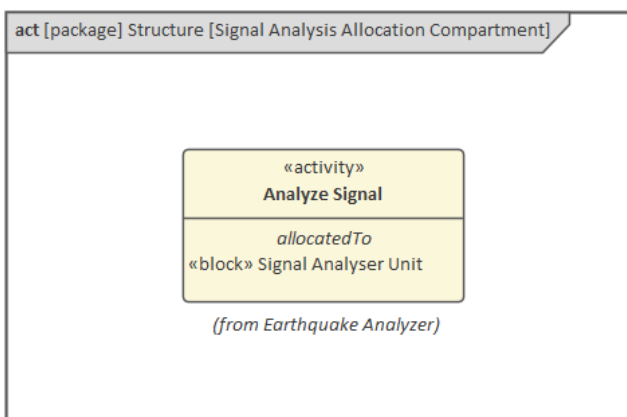 act [package] Structure [Signal Analysis Allocation Compartment]
«activity»
Analyze Signal
allocatedTo
«block» Signal Analyser Unit
(from Earthquake Analyzer)